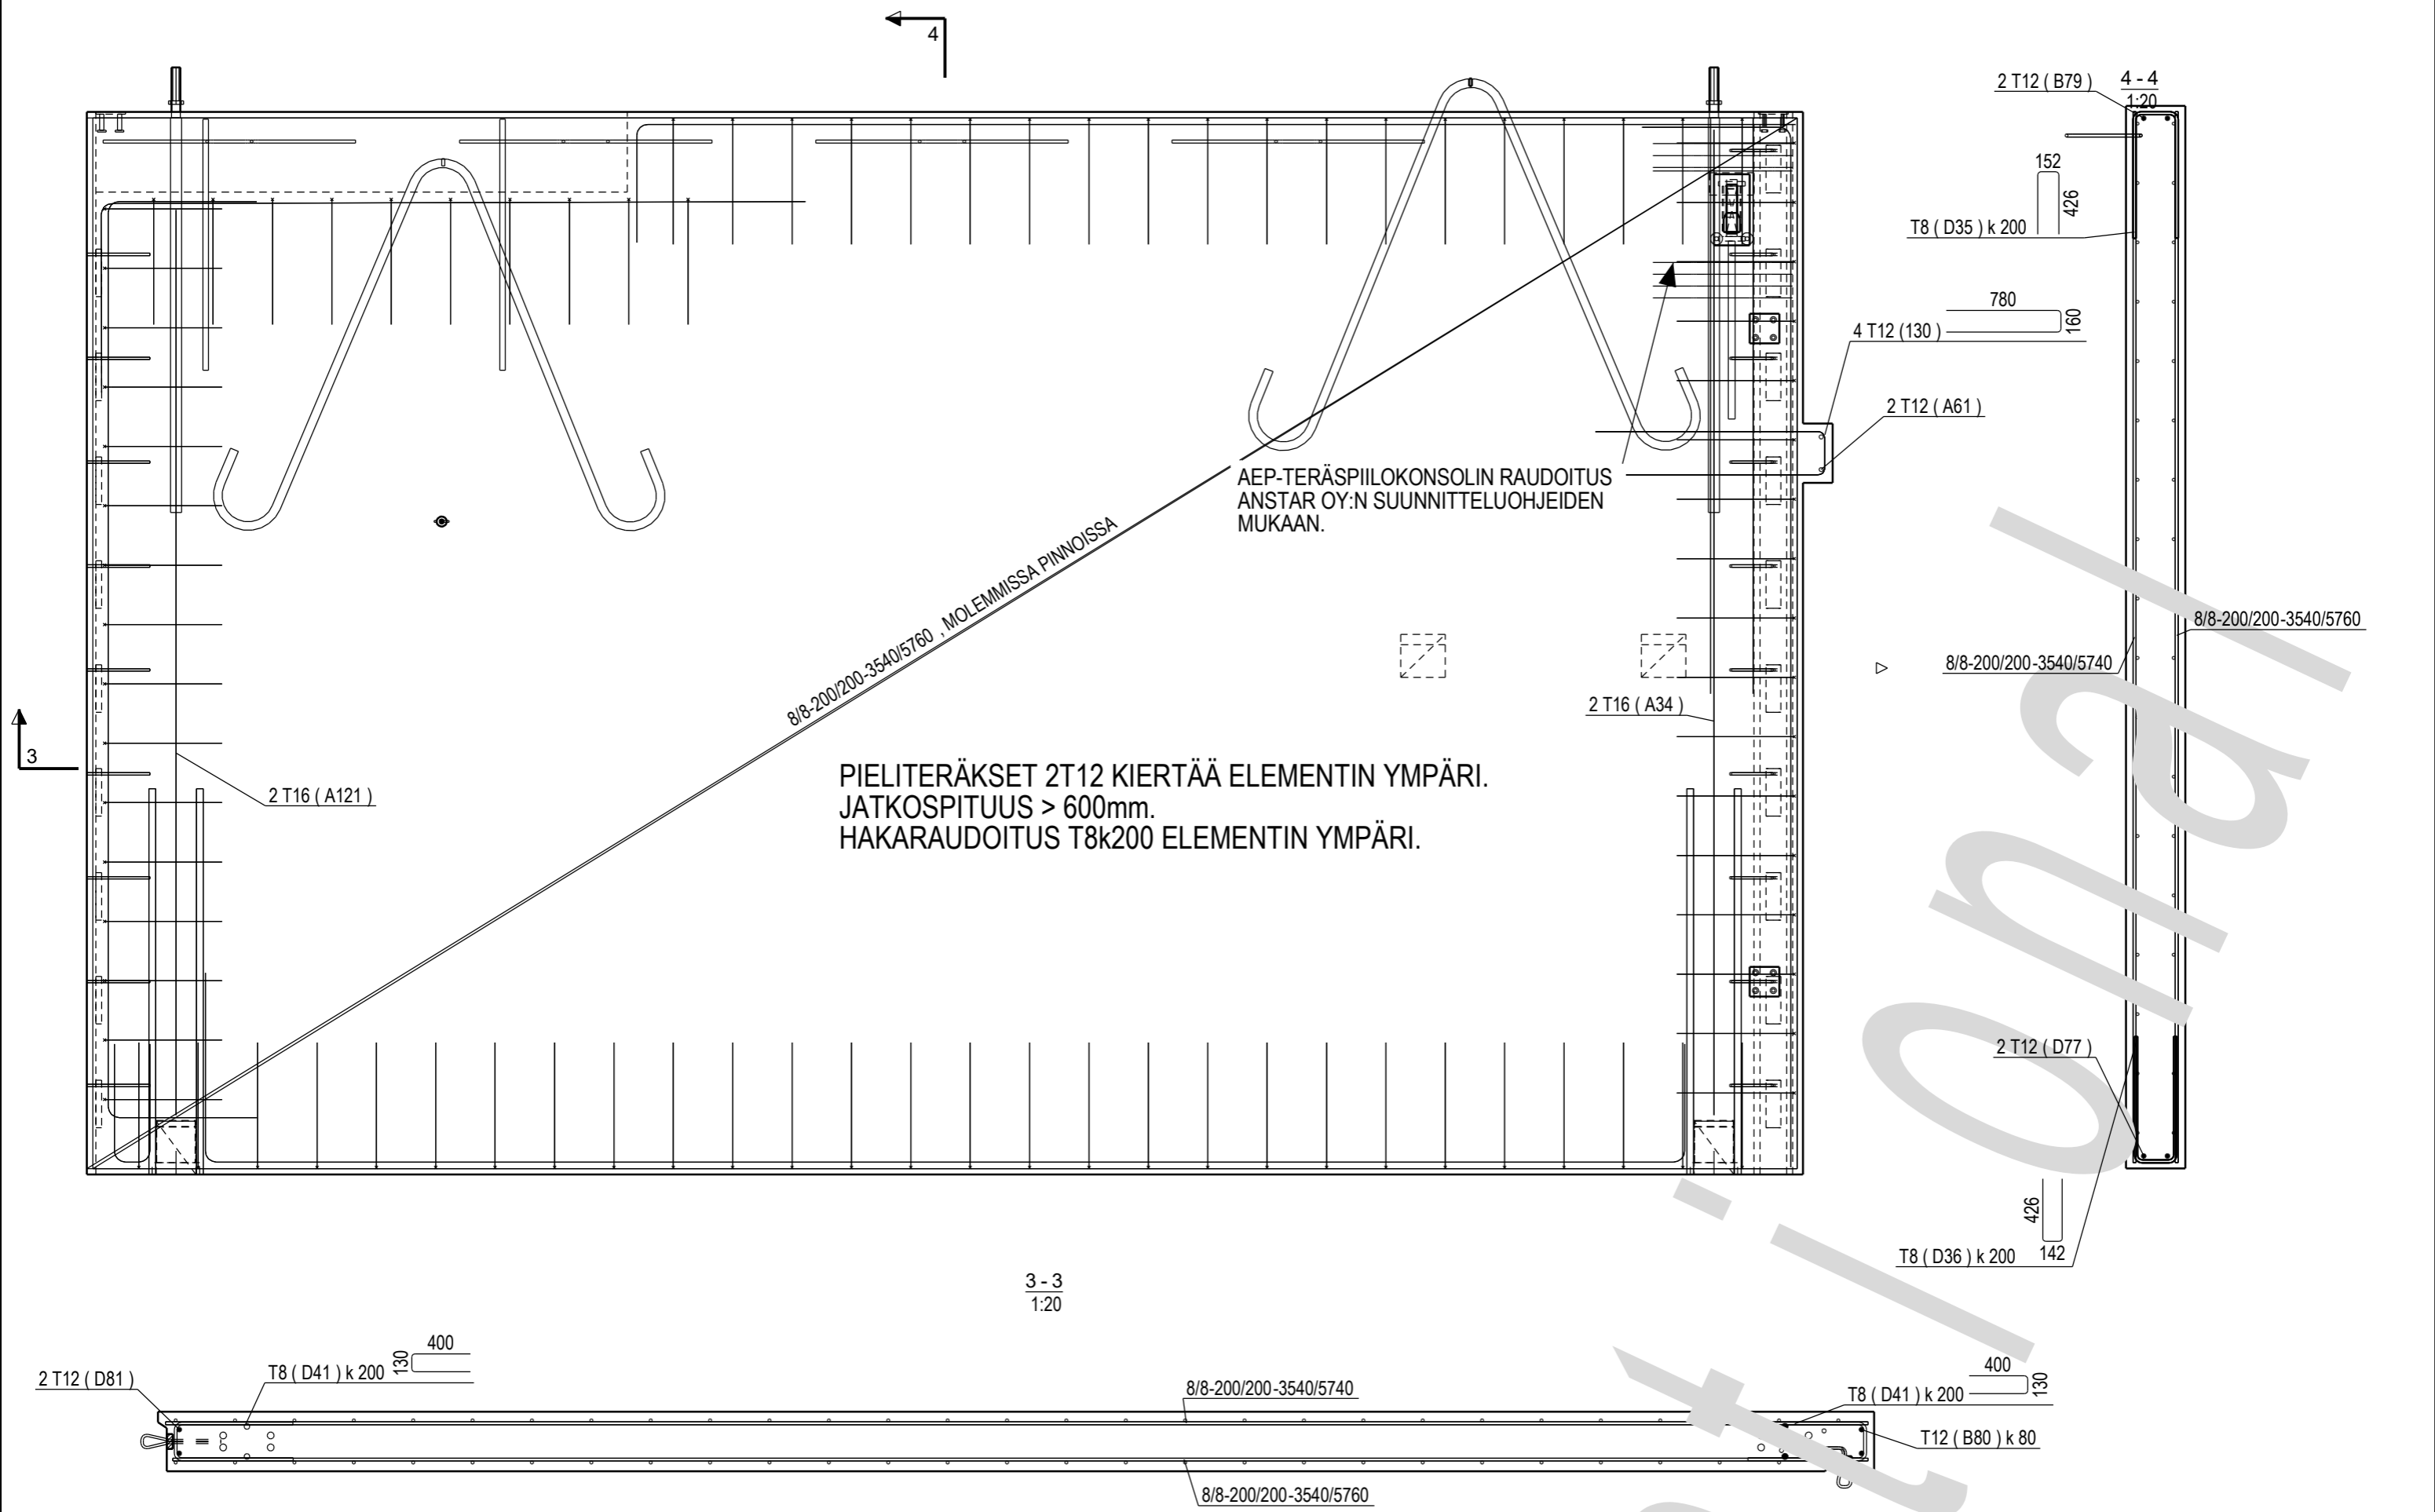 4
2 T12 ( B79 )
4 - 4
1:20
152
426
T8 ( D35 ) k 200
780
160
4 T12 (130 )
2 T12 ( A61 )
AEP-TERÄSPIILOKONSOLIN RAUDOITUS
ANSTAR OY:N SUUNNITTELUOHJEIDEN
MUKAAN.
8/8-200/200-3540/5760 , MOLEMMISSA PINNOISSA
8/8-200/200-3540/5760
8/8-200/200-3540/5740
2 T16 ( A34 )
3
2 T16 ( A121 )
PIELITERÄKSET 2T12 KIERTÄÄ ELEMENTIN YMPÄRI.
JATKOSPITUUS > 600mm.
HAKARAUDOITUS T8k200 ELEMENTIN YMPÄRI.
2 T12 ( D77 )
426
142
T8 ( D36 ) k 200
3 - 3
1:20
400
130
2 T12 ( D81 )
T8 ( D41 ) k 200
8/8-200/200-3540/5740
400
130
T8 ( D41 ) k 200
T12 ( B80 ) k 80
8/8-200/200-3540/5760